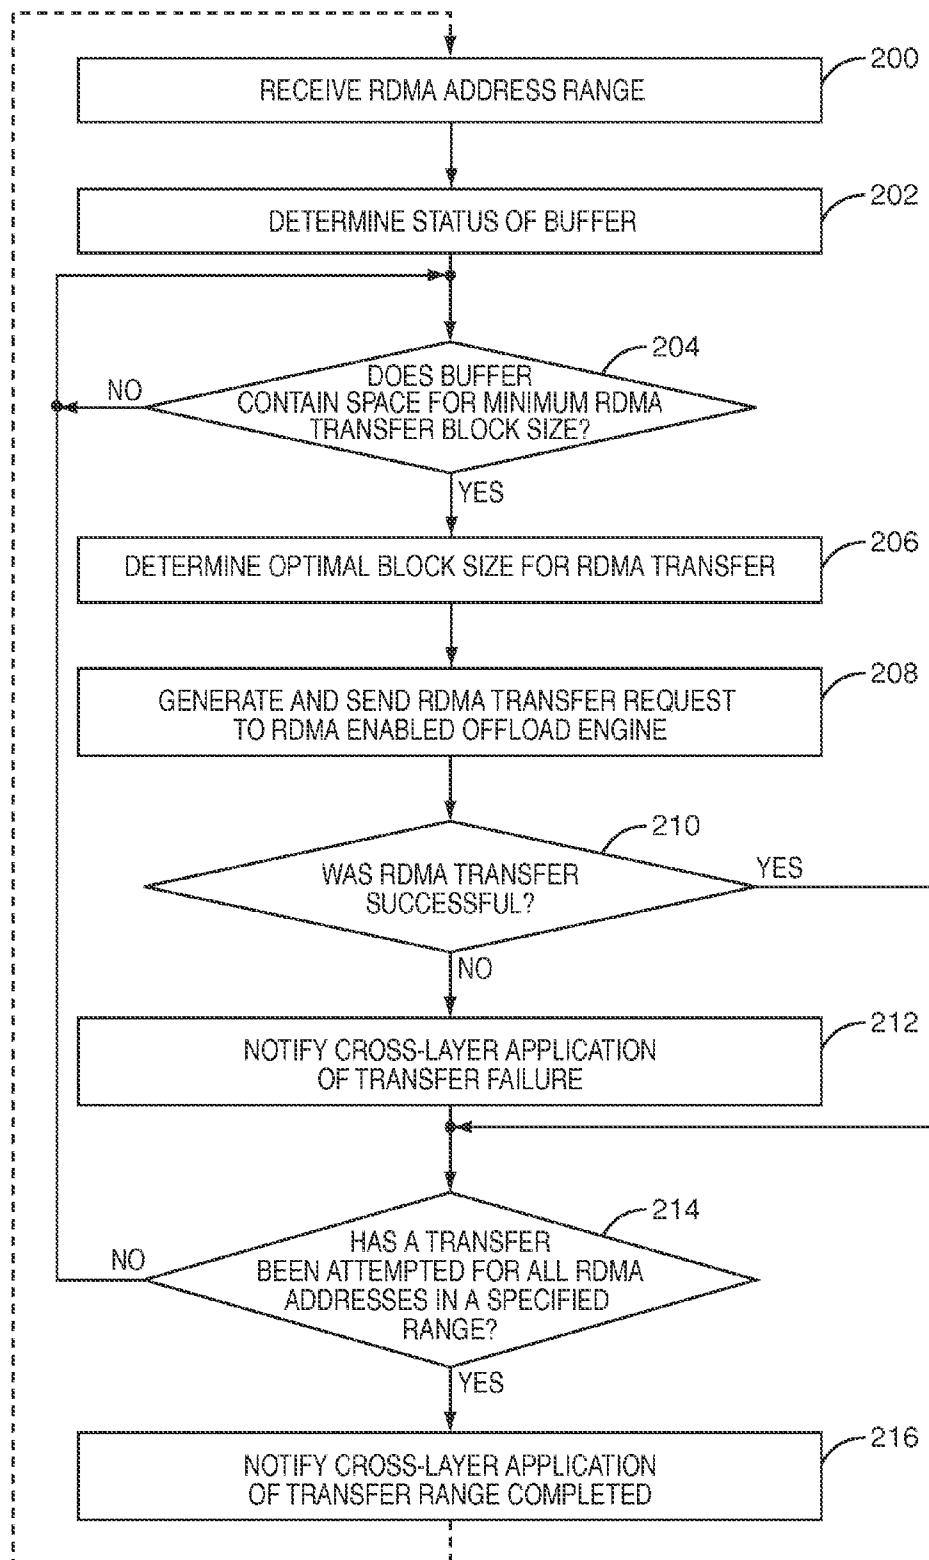 200
RECEIVE RDMA ADDRESS RANGE
202
DETERMINE STATUS OF BUFFER
204
DOES BUFFER
CONTAIN SPACE FOR MINIMUM RDMA
TRANSFER BLOCK SIZE?
NO
YES
206
DETERMINE OPTIMAL BLOCK SIZE FOR RDMA TRANSFER
208
GENERATE AND SEND RDMA TRANSFER REQUEST
TO RDMA ENABLED OFFLOAD ENGINE
210
WAS RDMA TRANSFER
SUCCESSFUL?
YES
NO
212
NOTIFY CROSS-LAYER APPLICATION
OF TRANSFER FAILURE
214
HAS A TRANSFER
BEEN ATTEMPTED FOR ALL RDMA
ADDRESSES IN A SPECIFIED
RANGE?
NO
YES
216
NOTIFY CROSS-LAYER APPLICATION
OF TRANSFER RANGE COMPLETED